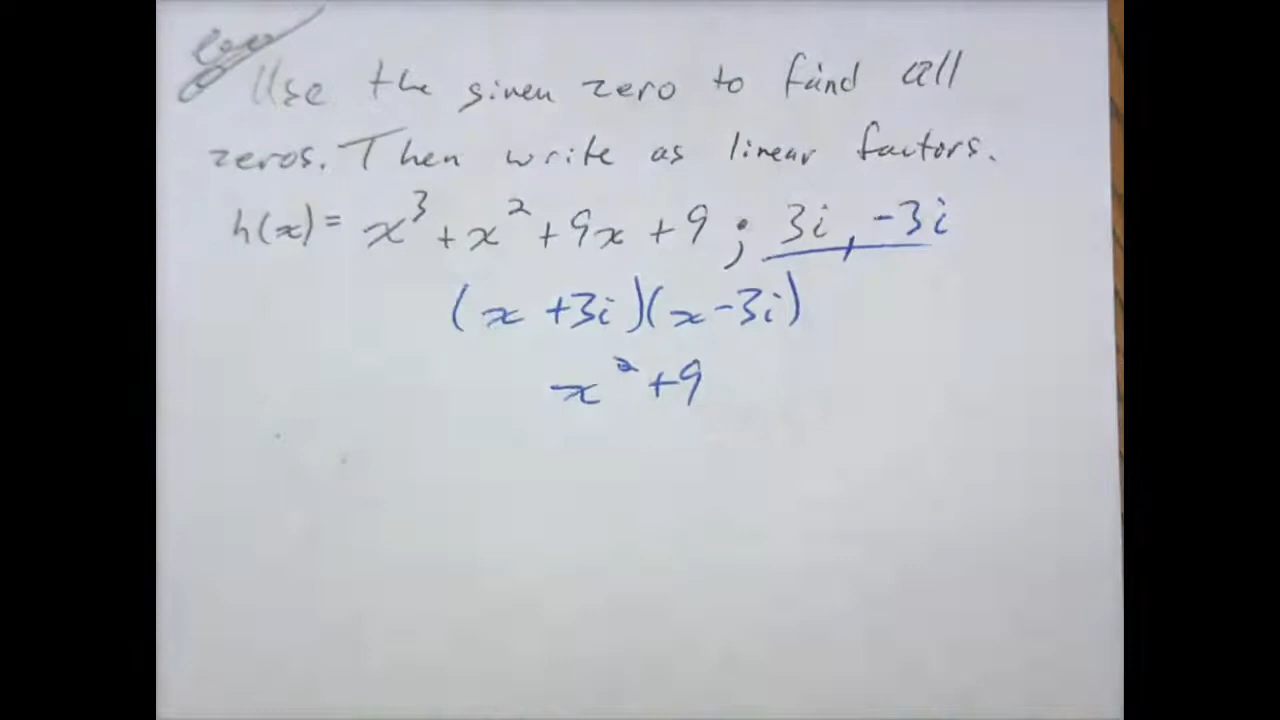 Use the given zero to find all
zeros. Then write as linear factors.
h(x) = x³ + x² + 9x + 9 ; 3i, -3i
(x +3i)(x -3i)
x² +9